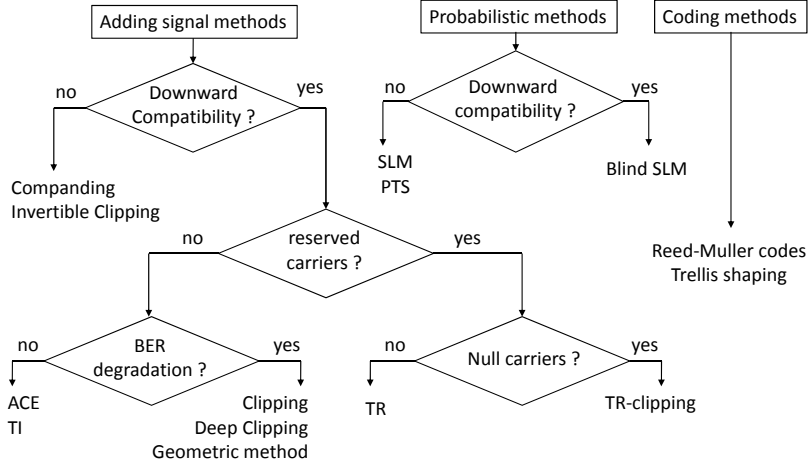 Adding signal methods
Probabilistic methods
Coding methods
no
Downward
Compatibility ?
yes
no
Downward
compatibility ?
yes
Companding
Invertible Clipping
SLM
PTS
Blind SLM
no
reserved
carriers ?
yes
Reed-Muller codes
Trellis shaping
no
BER
degradation ?
yes
no
Null carriers ?
yes
ACE
TI
Clipping
Deep Clipping
Geometric method
TR
TR-clipping